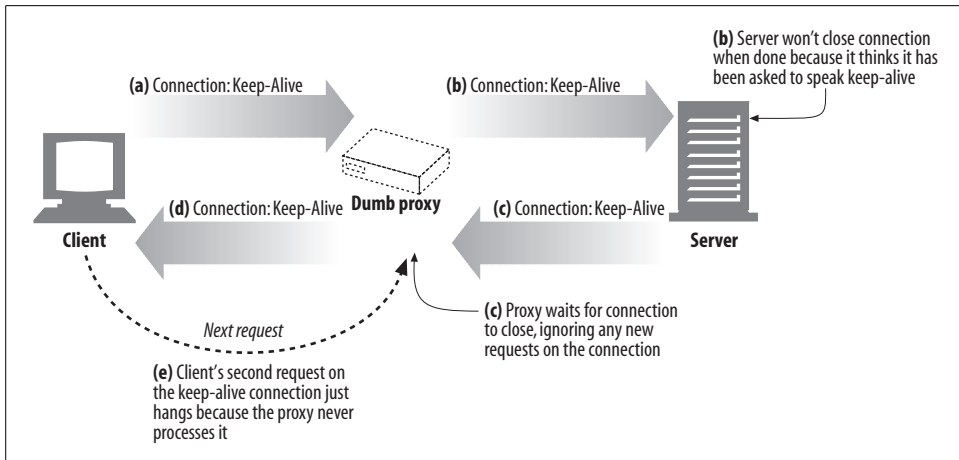 (b) Server won't close connection
when done because it thinks it has
been asked to speak keep-alive
(a) Connection: Keep-Alive
(b) Connection: Keep-Alive
Dumb proxy
(d) Connection: Keep-Alive
(c) Connection: Keep-Alive
Client
Server
(c) Proxy waits for connection
to close, ignoring any new
requests on the connection
Next request
(e) Client's second request on
the keep-alive connection just
hangs because the proxy never
processes it